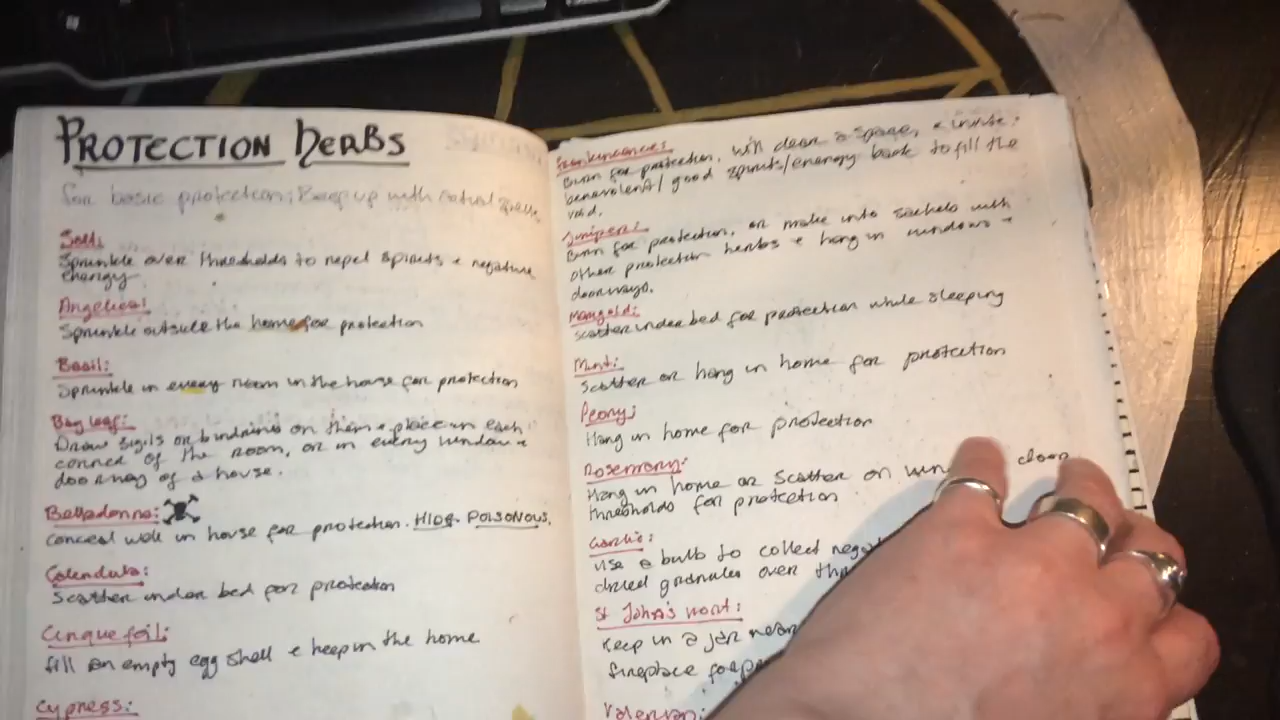 PROTECTION HERBS
for basic protection; Keep up with natural
Salt:
Sprinkle over thresholds to repel spirits & negative
energy.
Angelica:
Sprinkle outside the home for protection
Basil:
Sprinkle in every room in the house for protection
Bay leaf:
Draw sigils or bindrunes on them & place in each
corner of the room, or in every window &
doorway of a house.
Belladonna:
conceal well in house for protection. HIDE. POISONOUS.
Calendula:
Scatter under bed for protection
Cinquefoil:
fill an empty egg shell & keep in the home
Cypress:
Frankincense:
Burn for protection, will clear a space, & invite
benevolent/good spirits/energy back to fill the
void.
Juniper:
Burn for protection, or make into sachets with
other protection herbs & hang in windows &
doorways.
Marigold:
Scatter under bed for protection while sleeping
Mint:
Scatter or hang in home for protection
Peony:
Hang in home for protection
Rosemary:
Hang in home or scatter on door
thresholds for protection
Garlic:
Use a bulb to collect
dried granules over
St John's wort:
Keep in a jar near
fireplace for
Valerian: